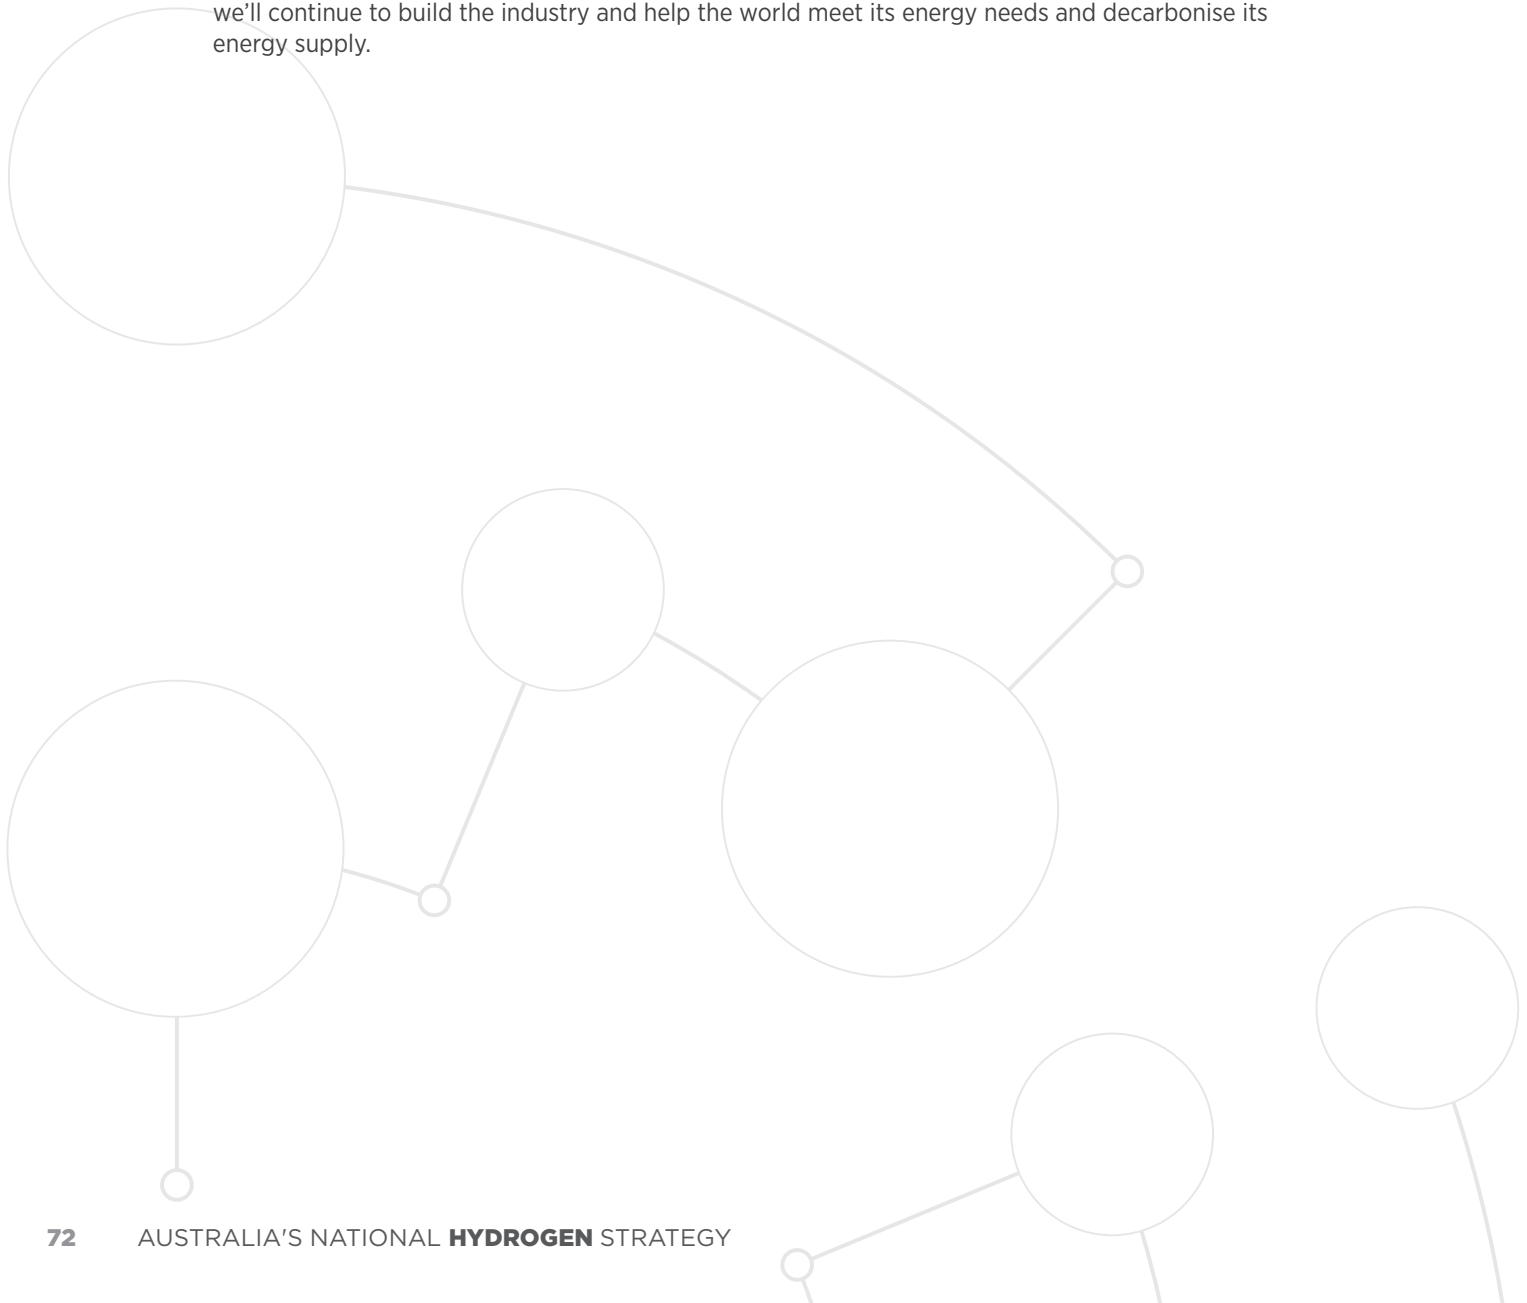 we’ll continue to build the industry and help the world meet its energy needs and decarbonise its
energy supply.
72 AUSTRALIA'S NATIONAL HYDROGEN STRATEGY